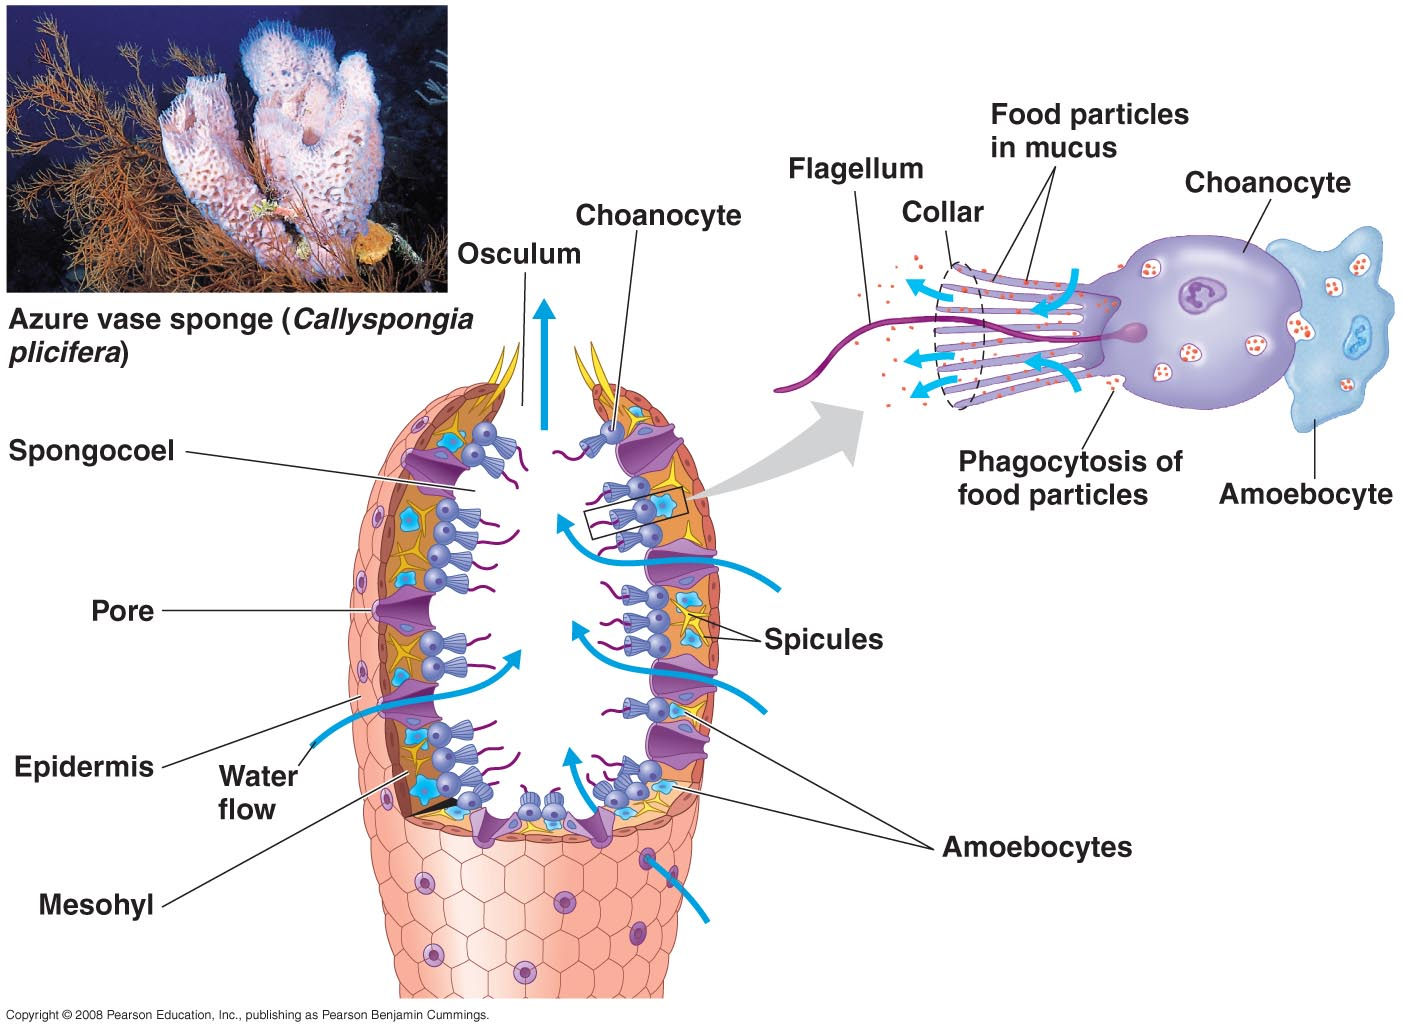 Azure vase sponge (Callyspongia
plicifera)
Osculum
Choanocyte
Spongocoel
Pore
Epidermis
Water
flow
Mesohyl
Spicules
Amoebocytes
Food particles
in mucus
Flagellum
Collar
Choanocyte
Phagocytosis of
food particles
Amoebocyte
Copyright © 2008 Pearson Education, Inc., publishing as Pearson Benjamin Cummings.